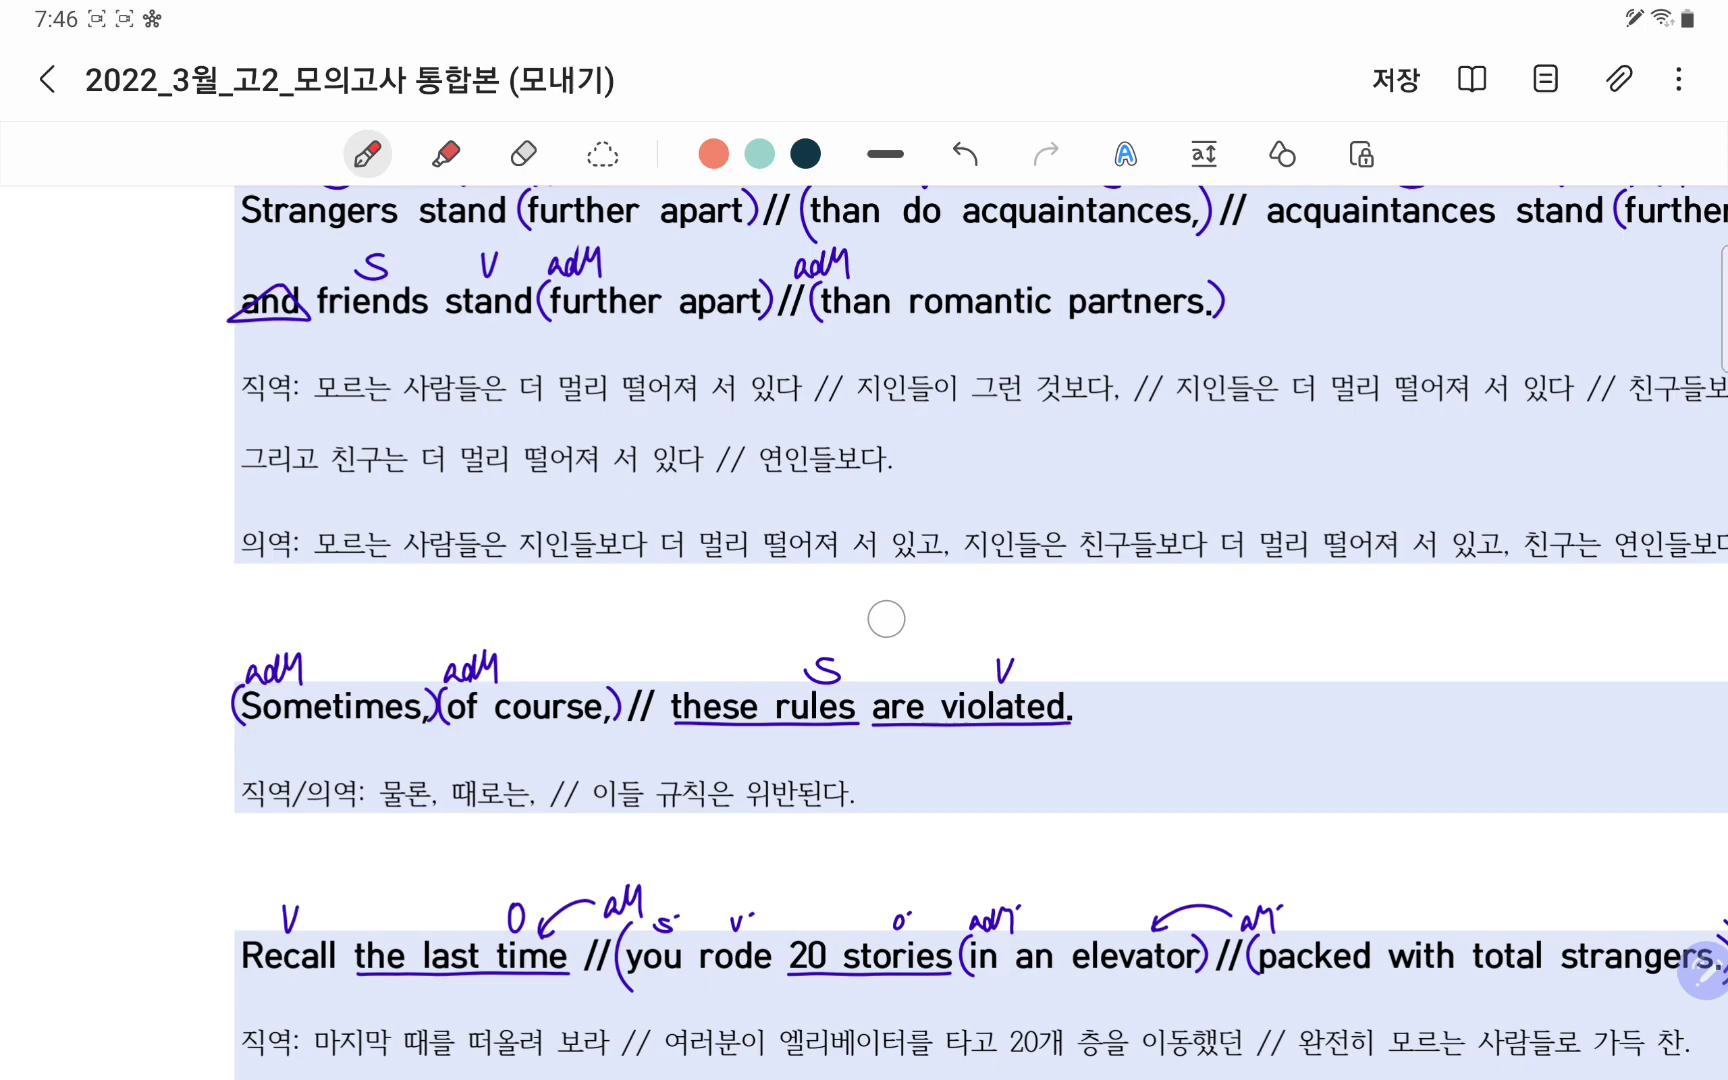 7:46
2022_3월_고2_모의고사 통합본 (모내기)
저장
Strangers stand (further apart) // (than do acquaintances,) // acquaintances stand (further
S V adM adM
and friends stand (further apart) // (than romantic partners.)
직역: 모르는 사람들은 더 멀리 떨어져 서 있다 // 지인들이 그런 것보다, // 지인들은 더 멀리 떨어져 서 있다 // 친구들보
그리고 친구는 더 멀리 떨어져 서 있다 // 연인들보다.
의역: 모르는 사람들은 지인들보다 더 멀리 떨어져 서 있고, 지인들은 친구들보다 더 멀리 떨어져 서 있고, 친구는 연인들보다
adM adM S V
(Sometimes,) (of course,) // these rules are violated.
직역/의역: 물론, 때로는, // 이들 규칙은 위반된다.
V O aM s' v' o' adM' aM'
Recall the last time // (you rode 20 stories (in an elevator) // (packed with total strangers.)
직역: 마지막 때를 떠올려 보라 // 여러분이 엘리베이터를 타고 20개 층을 이동했던 // 완전히 모르는 사람들로 가득 찬.